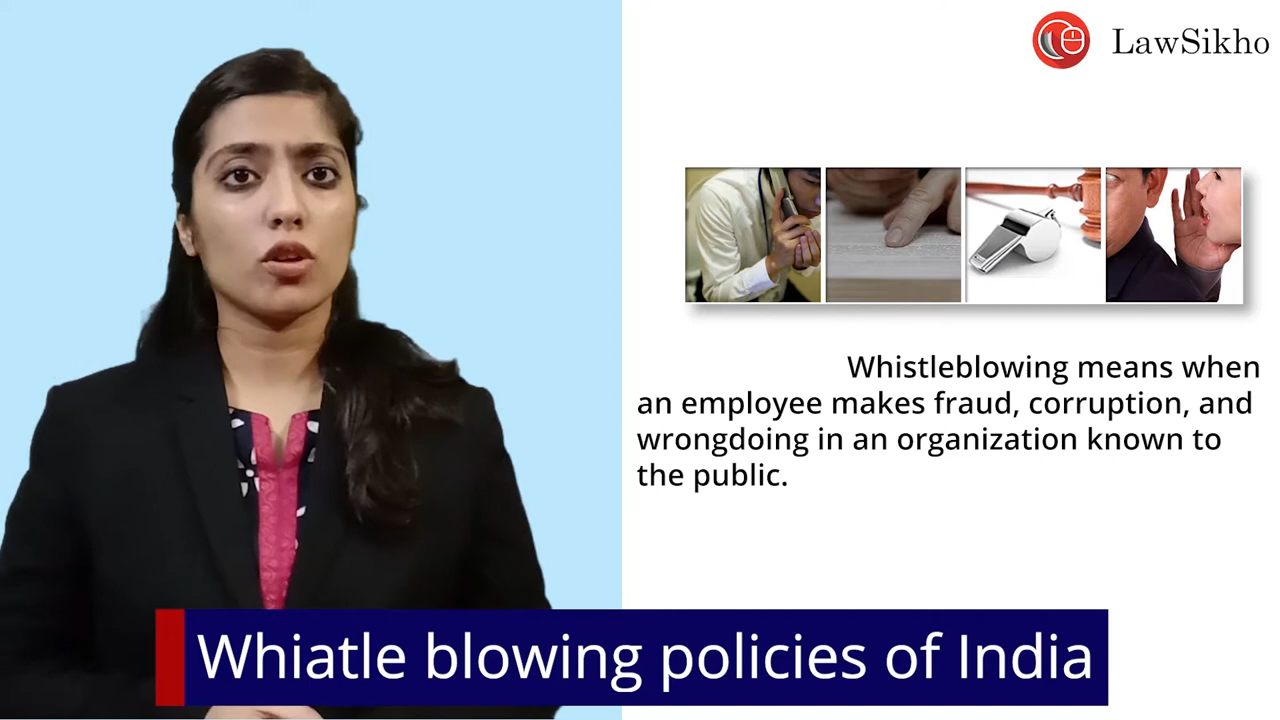 LawSikho
Whistleblowing means when
an employee makes fraud, corruption, and
wrongdoing in an organization known to
the public.
Whiatle blowing policies of India